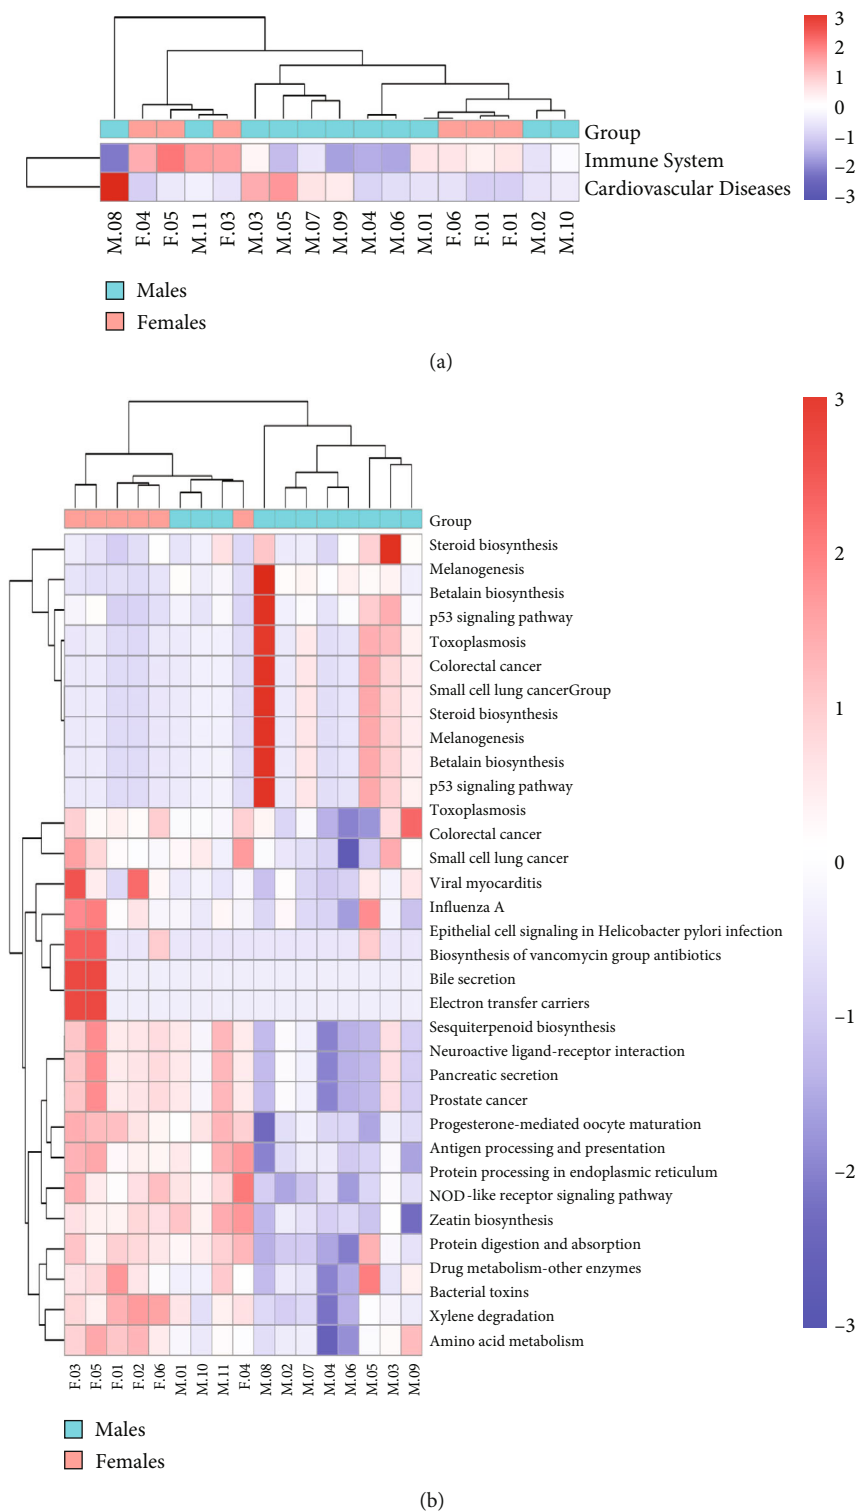 3
2
1
0
−1
−2
−3
Group
Immune System
Cardiovascular Diseases
M.08 F.04 F.05 M.11 F.03 M.03 M.05 M.07 M.09 M.04 M.06 M.01 F.06 F.01 F.01 M.02 M.10
Males
Females
(a)
3
2
1
0
−1
−2
−3
Group
Steroid biosynthesis
Melanogenesis
Betalain biosynthesis
p53 signaling pathway
Toxoplasmosis
Colorectal cancer
Small cell lung cancerGroup
Steroid biosynthesis
Melanogenesis
Betalain biosynthesis
p53 signaling pathway
Toxoplasmosis
Colorectal cancer
Small cell lung cancer
Viral myocarditis
Influenza A
Epithelial cell signaling in Helicobacter pylori infection
Biosynthesis of vancomycin group antibiotics
Bile secretion
Electron transfer carriers
Sesquiterpenoid biosynthesis
Neuroactive ligand-receptor interaction
Pancreatic secretion
Prostate cancer
Progesterone-mediated oocyte maturation
Antigen processing and presentation
Protein processing in endoplasmic reticulum
NOD-like receptor signaling pathway
Zeatin biosynthesis
Protein digestion and absorption
Drug metabolism-other enzymes
Bacterial toxins
Xylene degradation
Amino acid metabolism
F.03 F.05 F.01 F.02 F.06 M.01 M.10 M.11 F.04 M.08 M.02 M.07 M.04 M.06 M.05 M.03 M.09
Males
Females
(b)